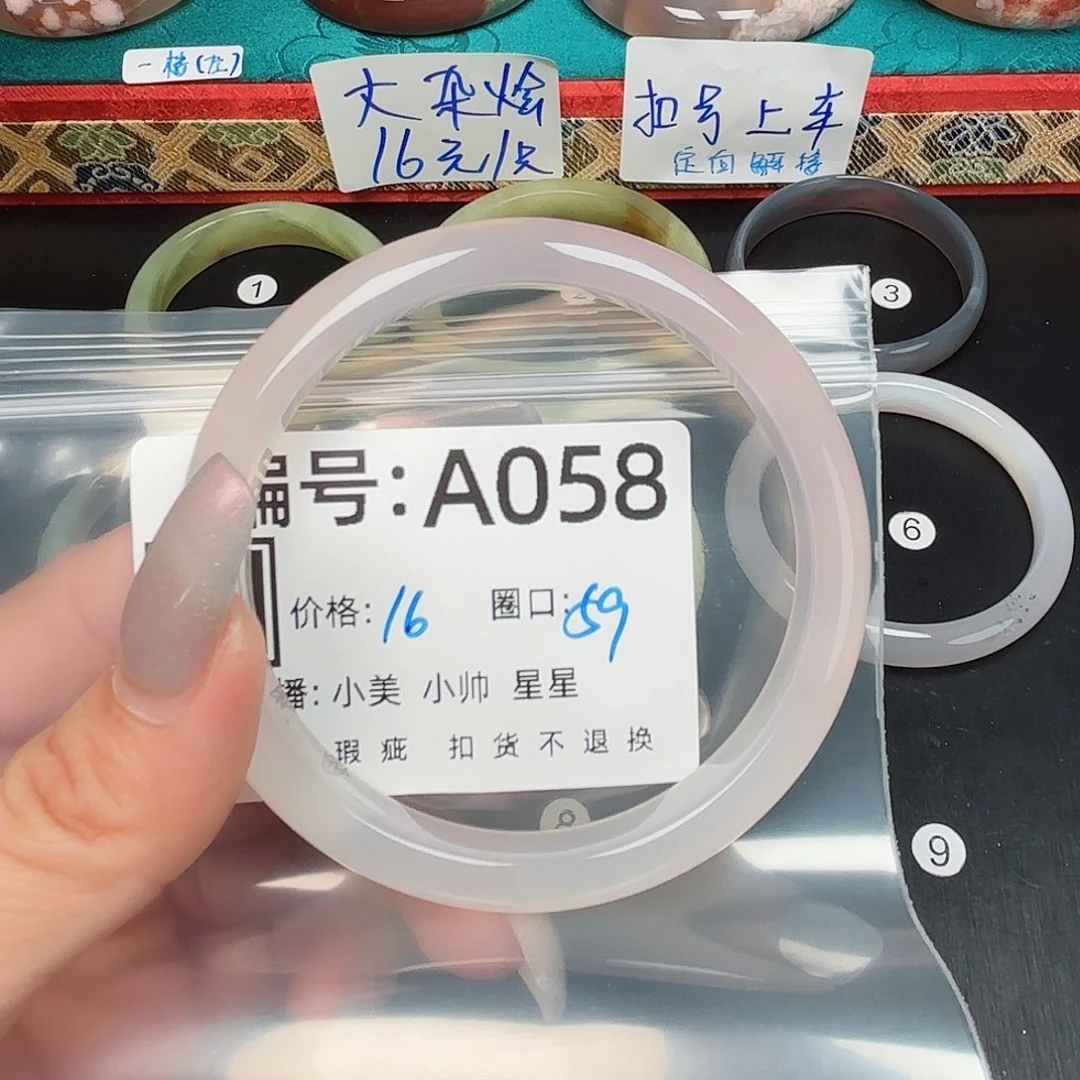 一档(左)
大杂烩
16元/只
扣号上车
定向解接
1
3
6
编号:A058
价格:16 圈口:59
播: 小美 小帅 星星
瑕疵 扣货不退换
9
8